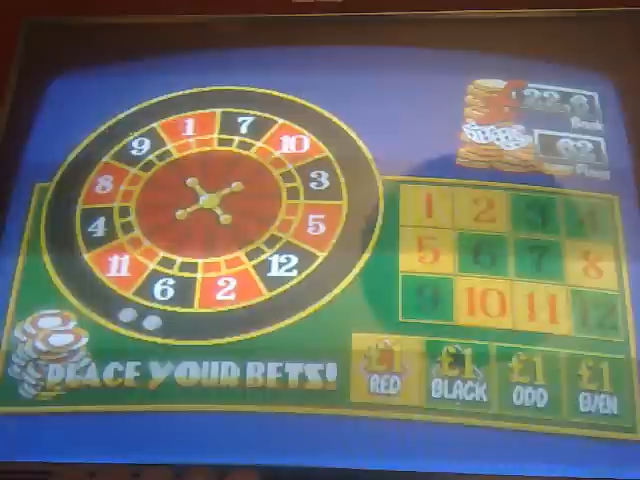 1 7 10 3 5 12 2 6 11 4 8 9
£2
1 2 3 4
5 6 7 8
9 10 11 12
PLACE YOUR BETS!
£1 £1 £1 £1
RED BLACK ODD EVEN